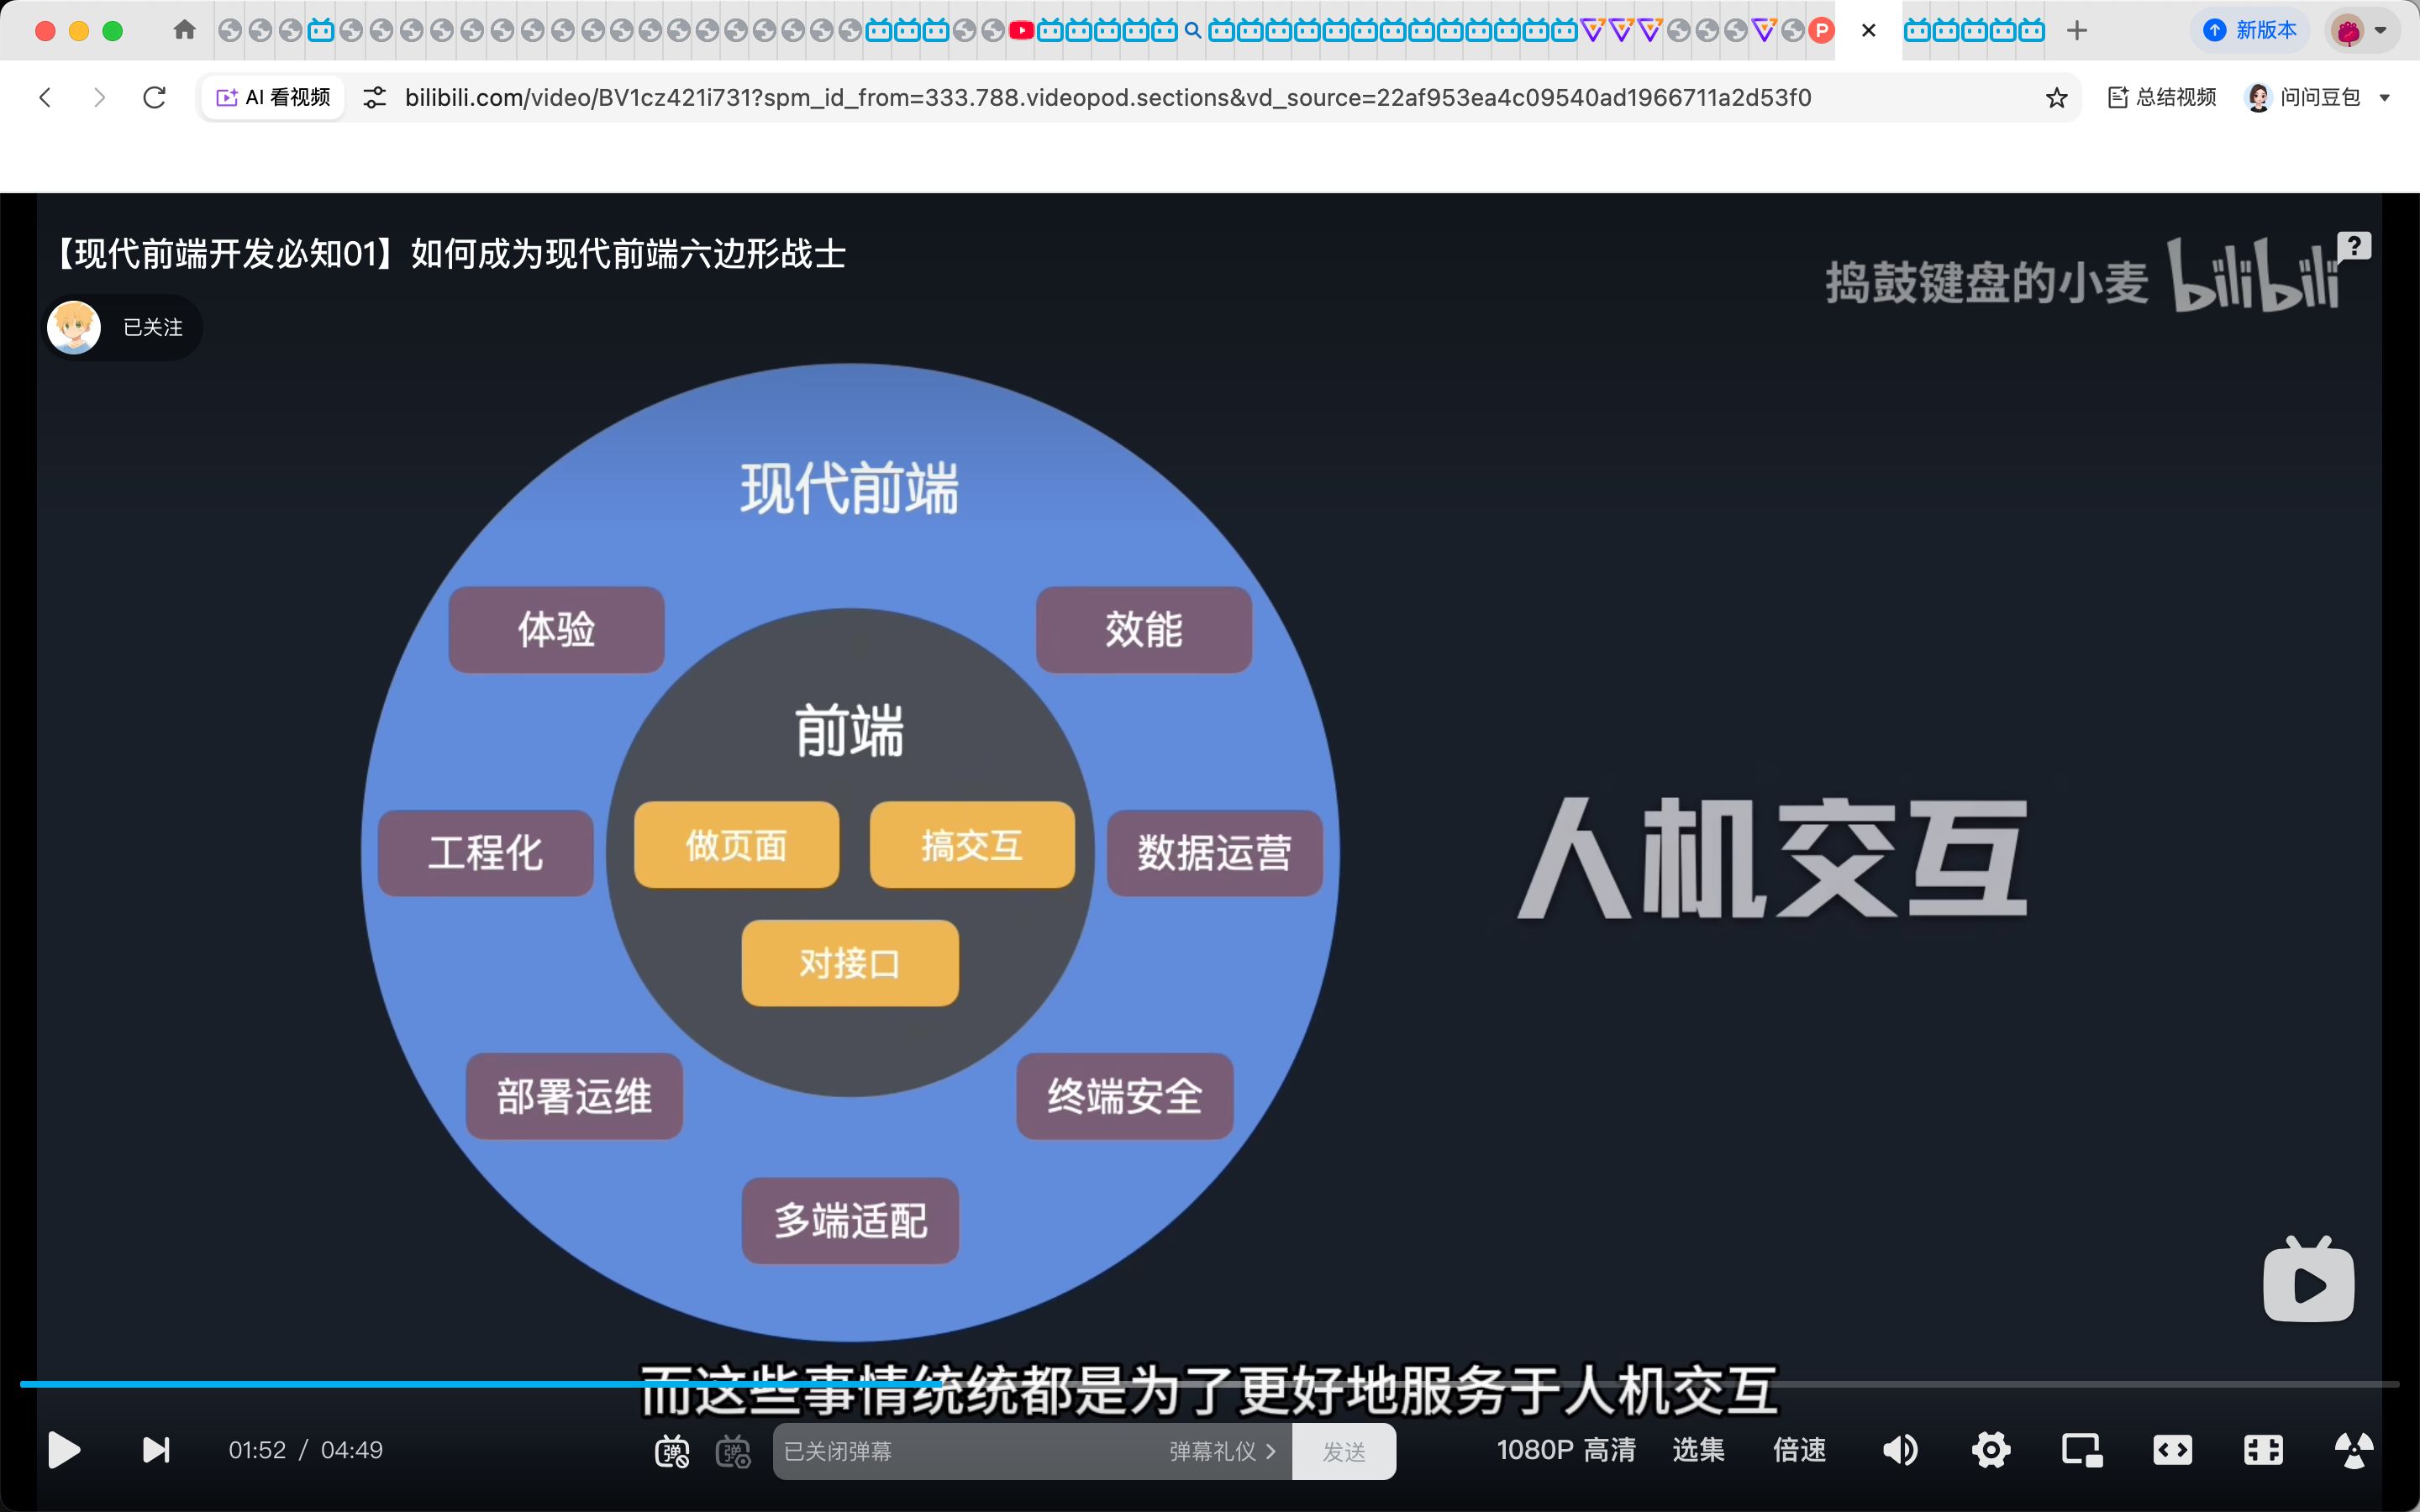 新版本
AI 看视频
bilibili.com/video/BV1cz421i731?spm_id_from=333.788.videopod.sections&vd_source=22af953ea4c09540ad1966711a2d53f0
总结视频
问问豆包
【现代前端开发必知01】如何成为现代前端六边形战士
捣鼓键盘的小麦 bilibili
?
已关注
现代前端
体验
效能
前端
工程化
做页面
搞交互
数据运营
人机交互
对接口
部署运维
终端安全
多端适配
而这些事情统统都是为了更好地服务于人机交互
01:52 / 04:49
弹
弹
已关闭弹幕
弹幕礼仪
发送
1080P 高清
选集
倍速